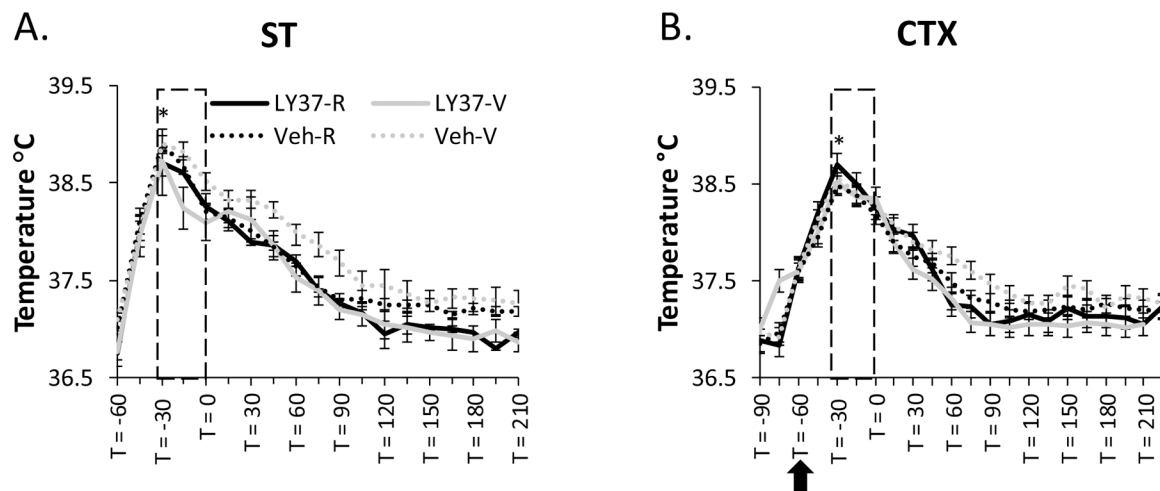 A.
ST
39.5
38.5
37.5
36.5
Temperature °C
*
LY37-R
LY37-V
Veh-R
Veh-V
T = -60
T = -30
T = 0
T = 30
T = 60
T = 90
T = 120
T = 150
T = 180
T = 210
B.
CTX
39.5
38.5
37.5
36.5
Temperature °C
*
T = -90
T = -60
T = -30
T = 0
T = 30
T = 60
T = 90
T = 120
T = 150
T = 180
T = 210